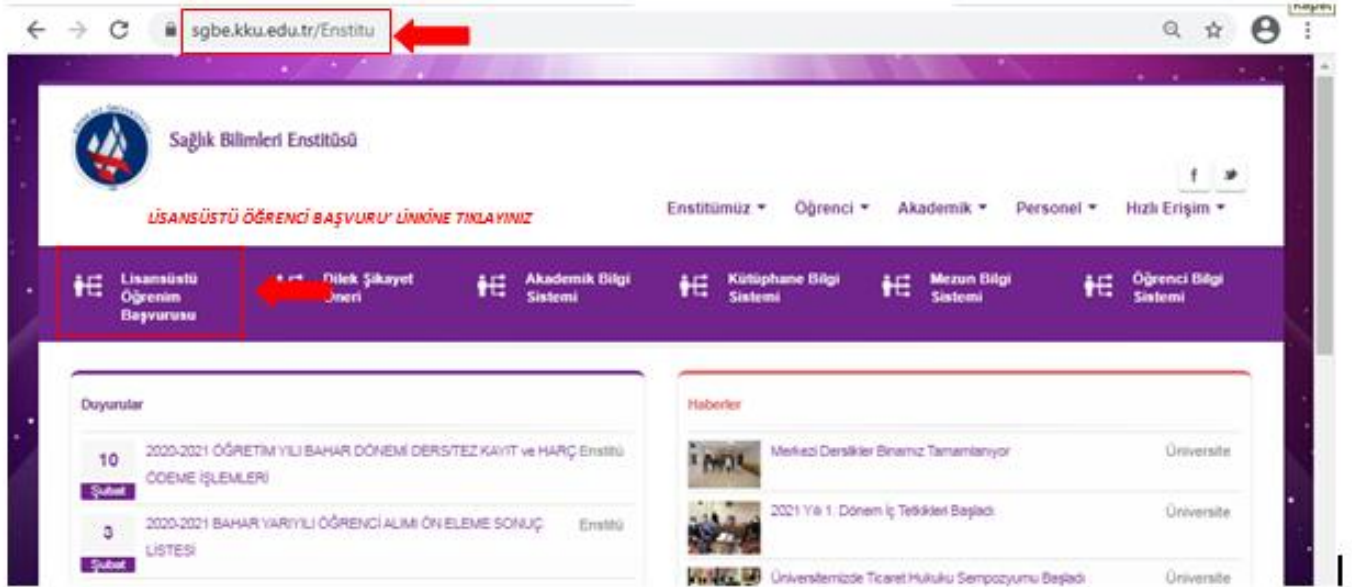 Kapat
sgbe.kku.edu.tr/Enstitu
Sağlık Bilimleri Enstitüsü
LİSANSÜSTÜ ÖĞRENCİ BAŞVURU' LİNKİNE TIKLAYINIZ
Enstitümüz Öğrenci Akademik Personel Hızlı Erişim
Lisansüstü
Öğrenim
Başvurusu
Dilek Şikayet
Öneri
Akademik Bilgi
Sistemi
Kütüphane Bilgi
Sistemi
Mezun Bilgi
Sistemi
Öğrenci Bilgi
Sistemi
Duyurular
10
Şubat
2020-2021 ÖĞRETİM YILI BAHAR DÖNEMİ DERS/TEZ KAYIT ve HARÇ
ÖDEME İŞLEMLERİ
Enstitü
3
Şubat
2020-2021 BAHAR YARIYILI ÖĞRENCİ ALIMI ÖN ELEME SONUÇ
LİSTESİ
Enstitü
Haberler
Merkezi Derslikler Binamız Tamamlanıyor
Üniversite
2021 Yılı 1. Dönem İç Tetkikleri Başladı
Üniversite
Üniversitemizde Ticaret Hukuku Sempozyumu Başladı
Üniversite